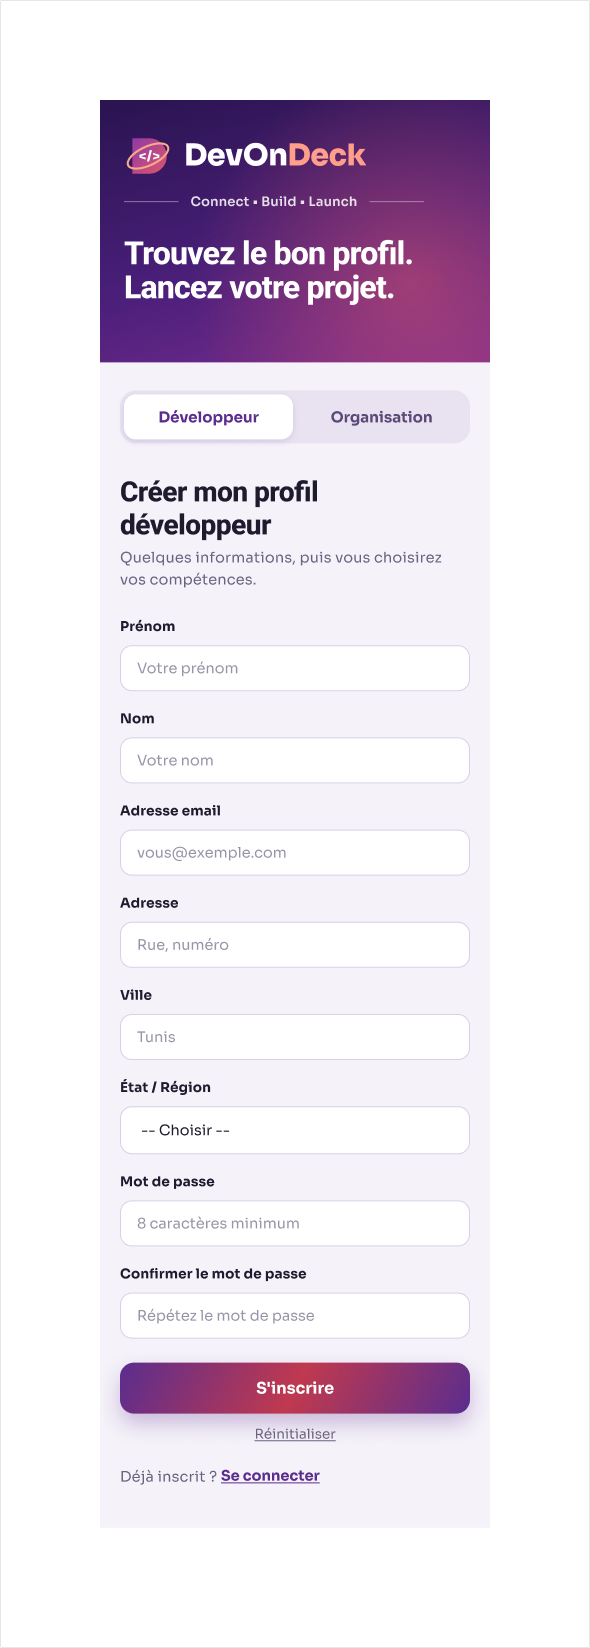 </>
DevOnDeck
Connect • Build • Launch
Trouvez le bon profil.
Lancez votre projet.
Développeur
Organisation
Créer mon profil
développeur
Quelques informations, puis vous choisirez
vos compétences.
Prénom
Votre prénom
Nom
Votre nom
Adresse email
vous@exemple.com
Adresse
Rue, numéro
Ville
Tunis
État / Région
-- Choisir --
Mot de passe
8 caractères minimum
Confirmer le mot de passe
Répétez le mot de passe
S'inscrire
Réinitialiser
Déjà inscrit ? Se connecter